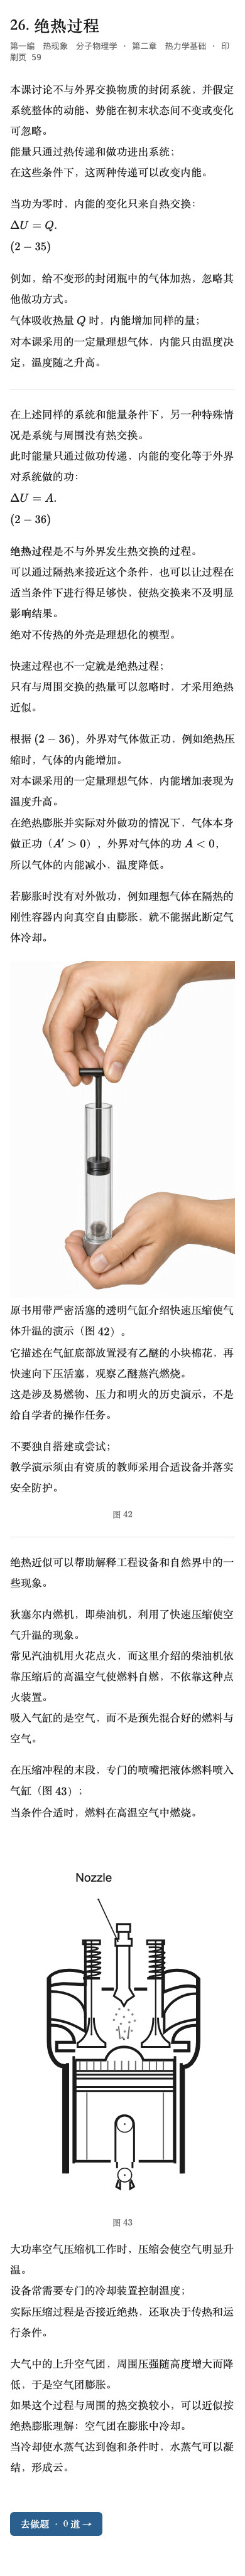 26. 绝热过程
第一编 热现象 分子物理学 · 第二章 热力学基础 · 印
刷页 59
本课讨论不与外界交换物质的封闭系统，并假定
系统整体的动能、势能在初末状态间不变或变化
可忽略。
能量只通过热传递和做功进出系统；
在这些条件下，这两种传递可以改变内能。
当功为零时，内能的变化只来自热交换：
ΔU = Q.
(2 − 35)
例如，给不变形的封闭瓶中的气体加热，忽略其
他做功方式。
气体吸收热量 Q 时，内能增加同样的量；
对本课采用的一定量理想气体，内能只由温度决
定，温度随之升高。
在上述同样的系统和能量条件下，另一种特殊情
况是系统与周围没有热交换。
此时能量只通过做功传递，内能的变化等于外界
对系统做的功：
ΔU = A.
(2 − 36)
绝热过程是不与外界发生热交换的过程。
可以通过隔热来接近这个条件，也可以让过程在
适当条件下进行得足够快，使热交换来不及明显
影响结果。
绝对不传热的外壳是理想化的模型。
快速过程也不一定就是绝热过程；
只有与周围交换的热量可以忽略时，才采用绝热
近似。
根据 (2 − 36)，外界对气体做正功，例如绝热压
缩时，气体的内能增加。
对本课采用的一定量理想气体，内能增加表现为
温度升高。
在绝热膨胀并实际对外做功的情况下，气体本身
做正功（A′ > 0），外界对气体的功 A < 0，
所以气体的内能减小，温度降低。
若膨胀时没有对外做功，例如理想气体在隔热的
刚性容器内向真空自由膨胀，就不能据此断定气
体冷却。
原书用带严密活塞的透明气缸介绍快速压缩使气
体升温的演示（图 42）。
它描述在气缸底部放置浸有乙醚的小块棉花，再
快速向下压活塞，观察乙醚蒸汽燃烧。
这是涉及易燃物、压力和明火的历史演示，不是
给自学者的操作任务。
不要独自搭建或尝试；
教学演示须由有资质的教师采用合适设备并落实
安全防护。
图 42
绝热近似可以帮助解释工程设备和自然界中的一
些现象。
狄塞尔内燃机，即柴油机，利用了快速压缩使空
气升温的现象。
常见汽油机用火花点火，而这里介绍的柴油机依
靠压缩后的高温空气使燃料自燃，不依靠这种点
火装置。
吸入气缸的是空气，而不是预先混合好的燃料与
空气。
在压缩冲程的末段，专门的喷嘴把液体燃料喷入
气缸（图 43）；
当条件合适时，燃料在高温空气中燃烧。
Nozzle
图 43
大功率空气压缩机工作时，压缩会使空气明显升
温。
设备常需要专门的冷却装置控制温度；
实际压缩过程是否接近绝热，还取决于传热和运
行条件。
大气中的上升空气团，周围压强随高度增大而降
低，于是空气团膨胀。
如果这个过程与周围的热交换较小，可以近似按
绝热膨胀理解：空气团在膨胀中冷却。
当冷却使水蒸气达到饱和条件时，水蒸气可以凝
结，形成云。
去做题 · 0 道 →